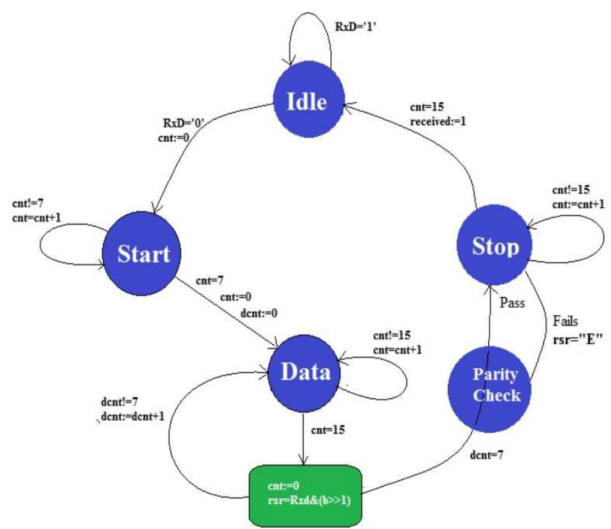 RxD='1'
Idle
RxD='0'
cnt:=0
cnt=15
received:=1
cnt!=7
cnt=cnt+1
Start
cnt!=15
cnt:=cnt+1
Stop
cnt=7
cnt:=0
dcnt:=0
Pass
Fails
rsr="E"
cnt!=15
cnt=cnt+1
Data
Parity
Check
dcnt!=7
dcnt:=dcnt+1
cnt=15
dcnt=7
cnt:=0
rsr=Rxd&(b>>1)